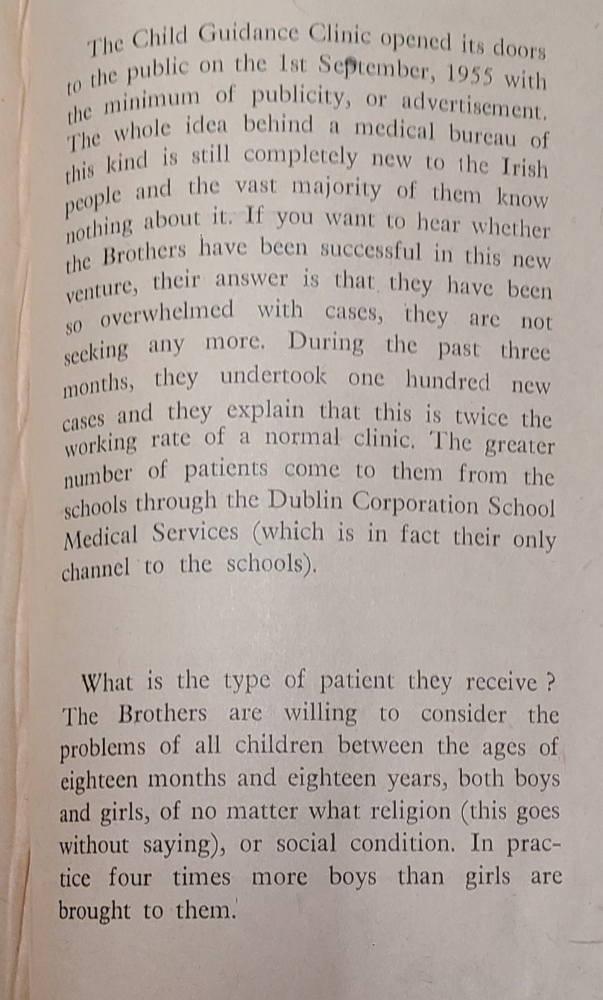 The Child Guidance Clinic opened its doors
to the public on the 1st September, 1955 with
the minimum of publicity, or advertisement.
The whole idea behind a medical bureau of
this kind is still completely new to the Irish
people and the vast majority of them know
nothing about it. If you want to hear whether
the Brothers have been successful in this new
venture, their answer is that they have been
so overwhelmed with cases, they are not
seeking any more. During the past three
months, they undertook one hundred new
cases and they explain that this is twice the
working rate of a normal clinic. The greater
number of patients come to them from the
schools through the Dublin Corporation School
Medical Services (which is in fact their only
channel to the schools).
What is the type of patient they receive ?
The Brothers are willing to consider the
problems of all children between the ages of
eighteen months and eighteen years, both boys
and girls, of no matter what religion (this goes
without saying), or social condition. In prac-
tice four times more boys than girls are
brought to them.